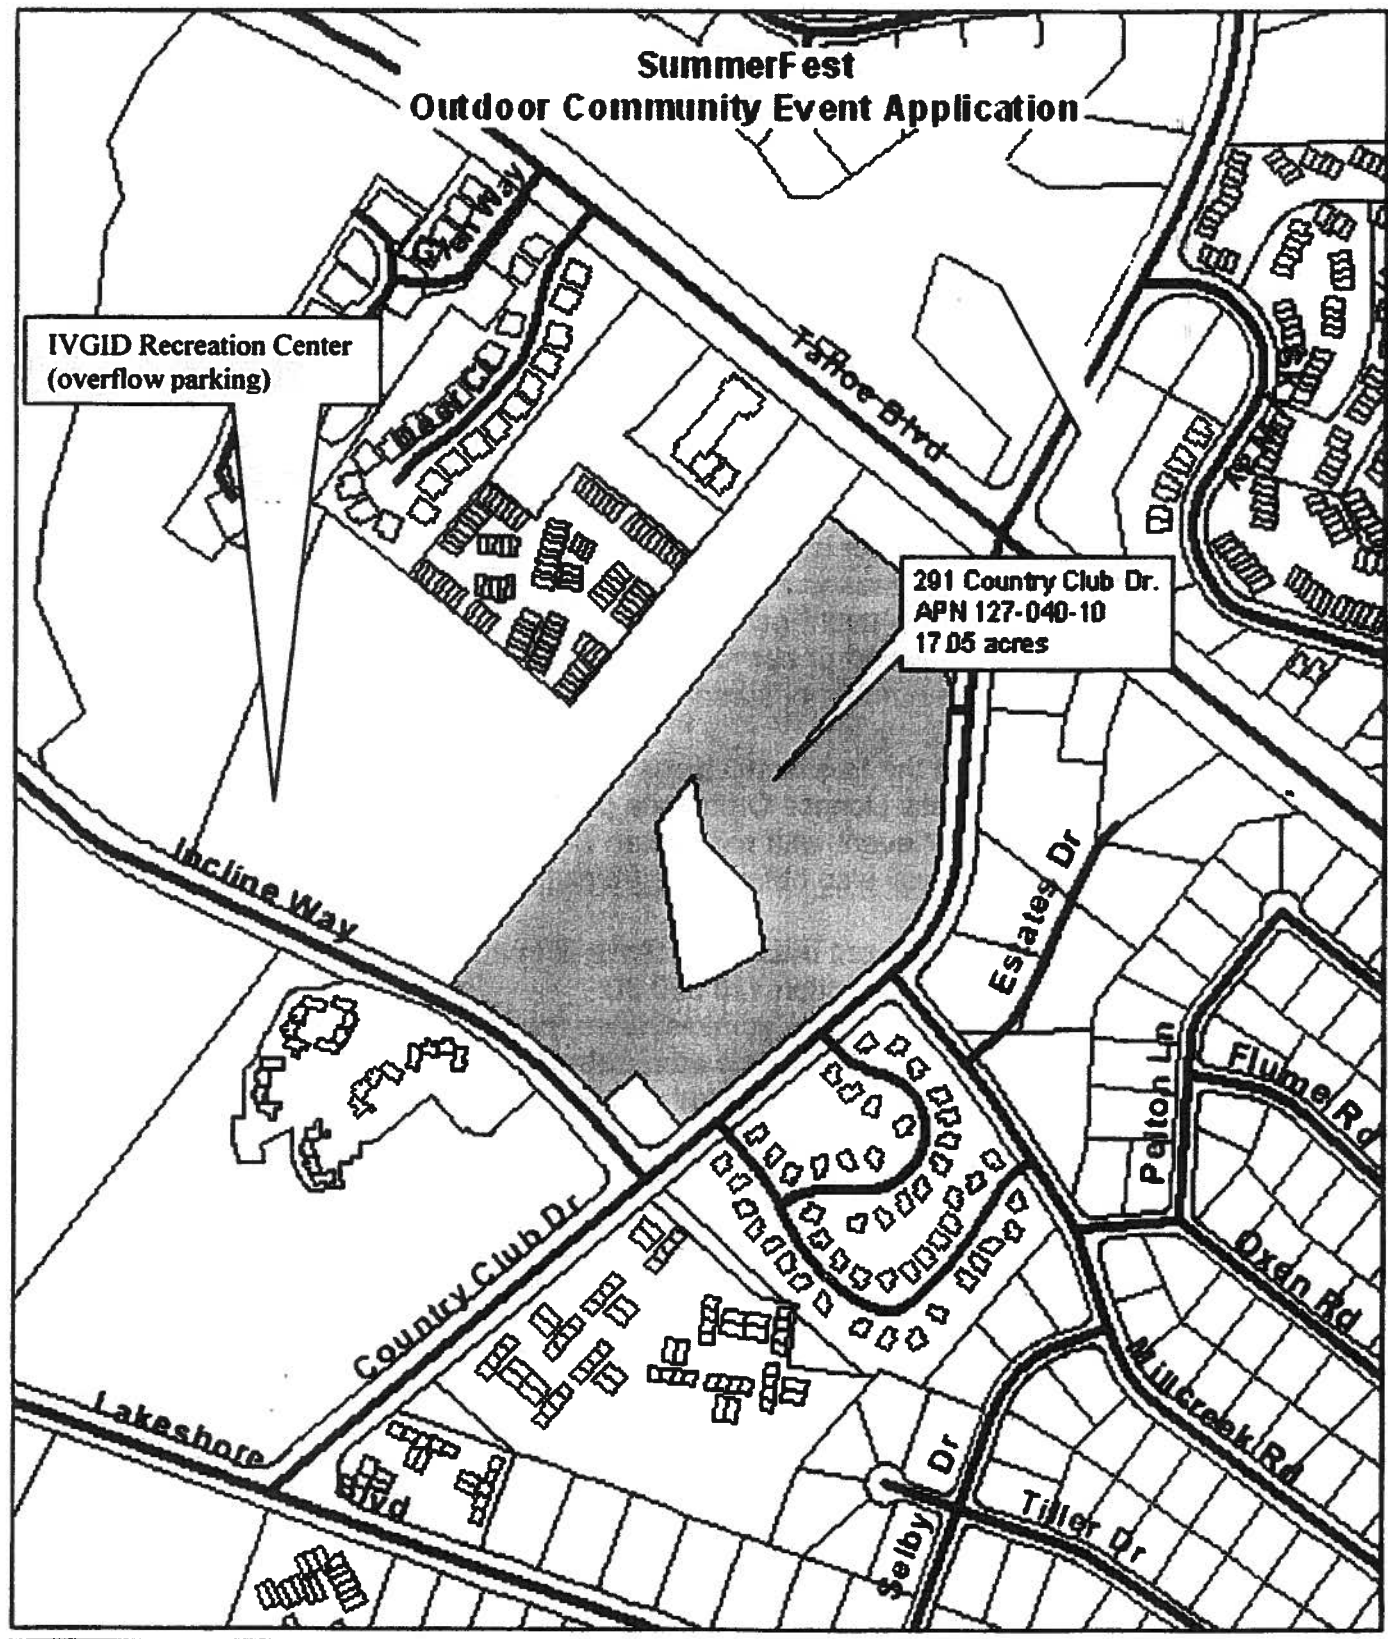 SummerFest
Outdoor Community Event Application
IVGID Recreation Center
(overflow parking)
Tahoe Blvd
291 Country Club Dr.
APN 127-040-10
17.05 acres
Incline Way
Estates Dr
Pelton Ln
Flume Rd
Oxen Rd
Country Club Dr
Millcreek Rd
Lakeshore
Blvd
Selby Dr
Tiller Dr